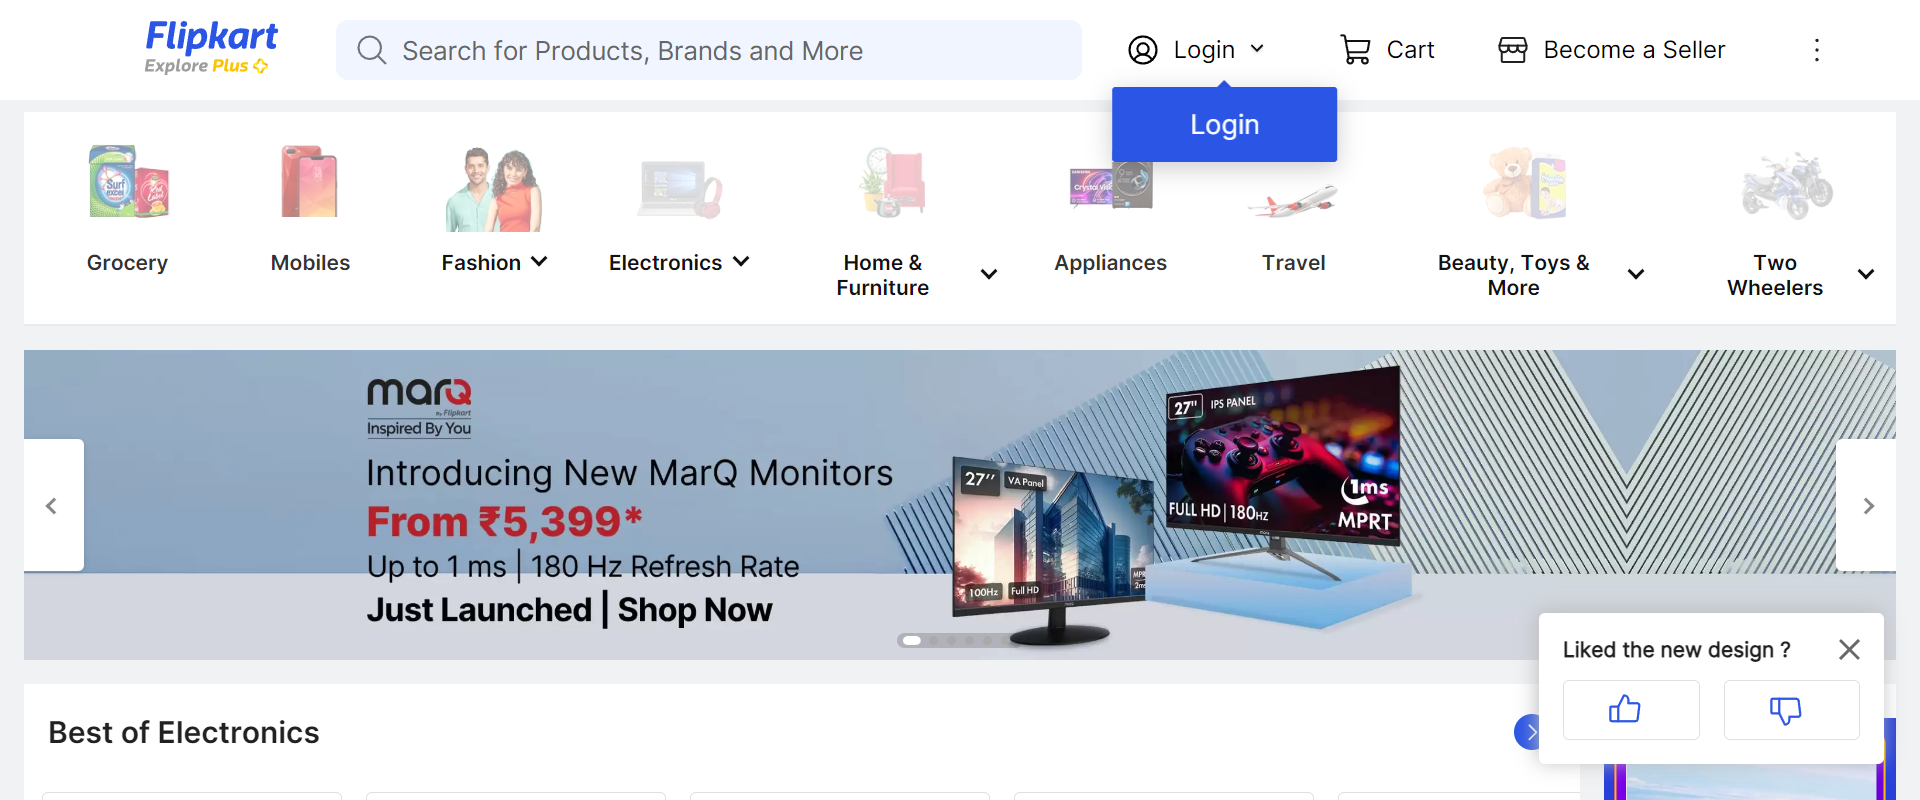 Flipkart
Explore Plus
Search for Products, Brands and More
Login
Cart
Become a Seller
Login
Surf excel
Grocery
Mobiles
Fashion
Electronics
Home & Furniture
Appliances
Travel
Beauty, Toys & More
Two Wheelers
marQ
By Flipkart
Inspired By You
Introducing New MarQ Monitors
From ₹5,399*
Up to 1 ms | 180 Hz Refresh Rate
Just Launched | Shop Now
27" IPS PANEL
1ms
MPRT
FULL HD | 180HZ
27″ VA Panel
100Hz Full HD
Liked the new design ?
Best of Electronics